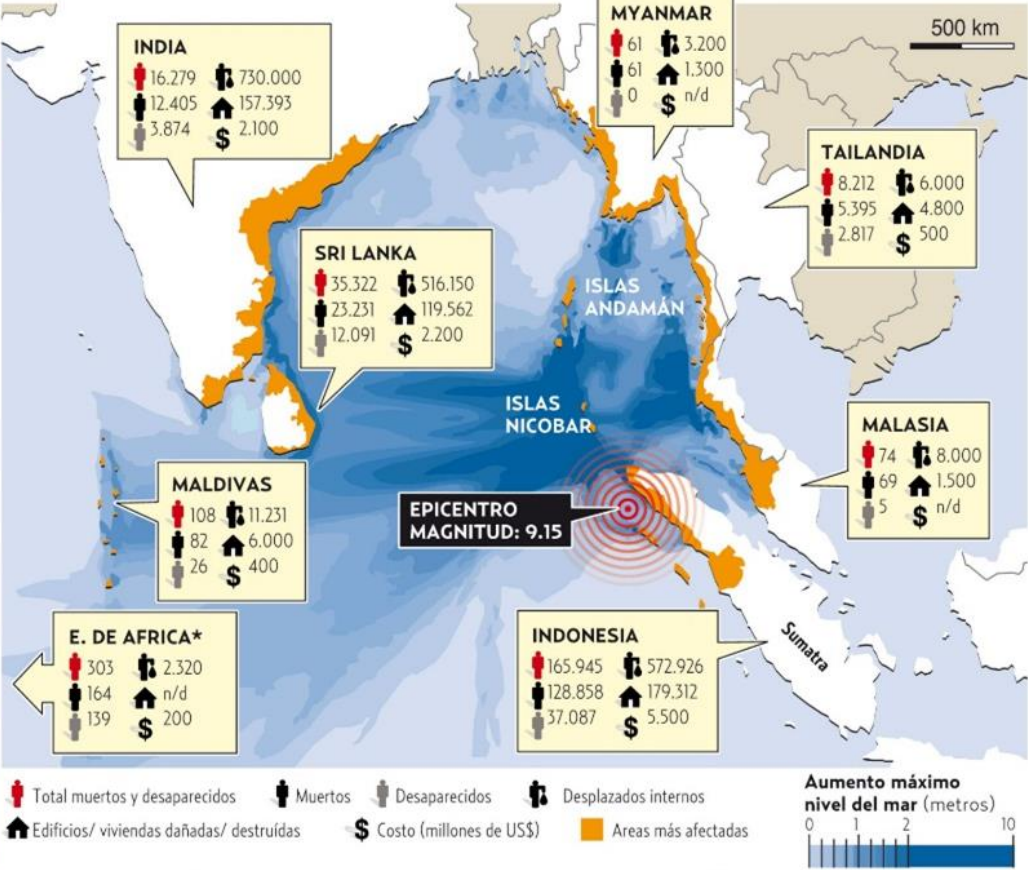 MYANMAR
61 3.200
61 1.300
0 n/d
500 km
INDIA
16.279 730.000
12.405 157.393
3.874 $ 2.100
TAILANDIA
8.212 6.000
5.395 4.800
2.817 $ 500
SRI LANKA
35.322 516.150
23.231 119.562
12.091 $ 2.200
ISLAS
ANDAMÁN
ISLAS
NICOBAR
MALASIA
74 8.000
69 1.500
5 $ n/d
MALDIVAS
108 11.231
82 6.000
26 $ 400
EPICENTRO
MAGNITUD: 9.15
E. DE AFRICA*
303 2.320
164 n/d
139 $ 200
INDONESIA
165.945 572.926
128.858 179.312
37.087 $ 5.500
Sumatra
Total muertos y desaparecidos Muertos Desaparecidos Desplazados internos
Edificios/ viviendas dañadas/ destruídas $ Costo (millones de US$) Areas más afectadas
Aumento máximo
nivel del mar (metros)
0 1 2 10